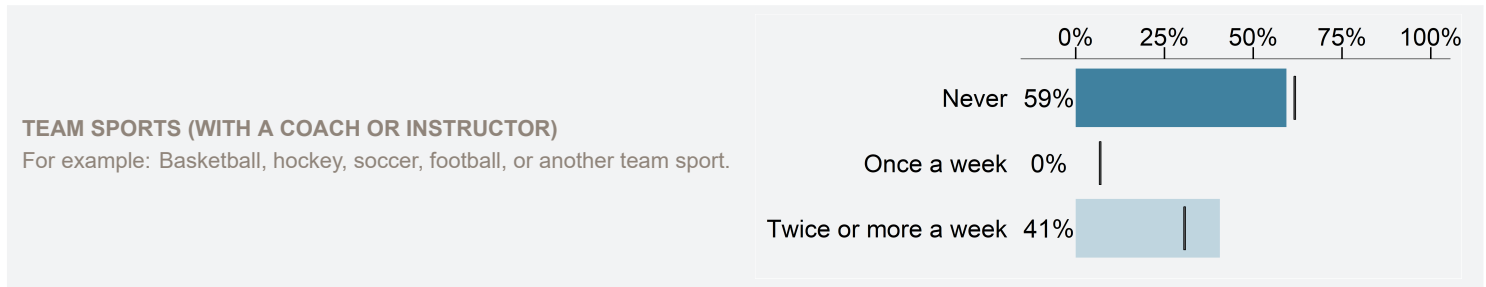 TEAM SPORTS (WITH A COACH OR INSTRUCTOR)
For example: Basketball, hockey, soccer, football, or another team sport.
0% 25% 50% 75% 100%
Never 59%
Once a week 0%
Twice or more a week 41%